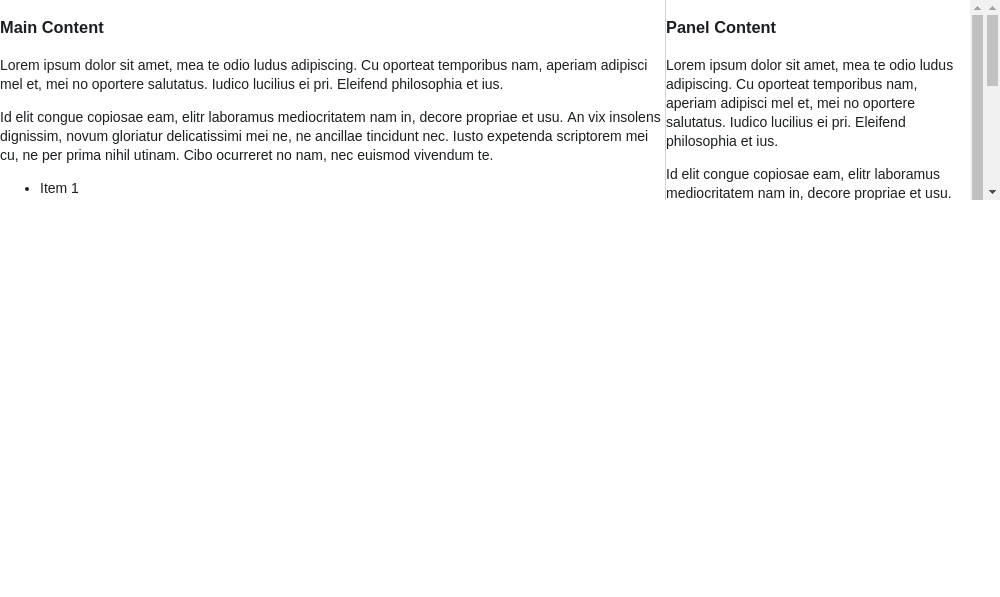 Main Content
Lorem ipsum dolor sit amet, mea te odio ludus adipiscing. Cu oporteat temporibus nam, aperiam adipisci
mel et, mei no oportere salutatus. Iudico lucilius ei pri. Eleifend philosophia et ius.
Id elit congue copiosae eam, elitr laboramus mediocritatem nam in, decore propriae et usu. An vix insolens
dignissim, novum gloriatur delicatissimi mei ne, ne ancillae tincidunt nec. Iusto expetenda scriptorem mei
cu, ne per prima nihil utinam. Cibo ocurreret no nam, nec euismod vivendum te.
• Item 1
Panel Content
Lorem ipsum dolor sit amet, mea te odio ludus
adipiscing. Cu oporteat temporibus nam,
aperiam adipisci mel et, mei no oportere
salutatus. Iudico lucilius ei pri. Eleifend
philosophia et ius.
Id elit congue copiosae eam, elitr laboramus
mediocritatem nam in, decore propriae et usu.